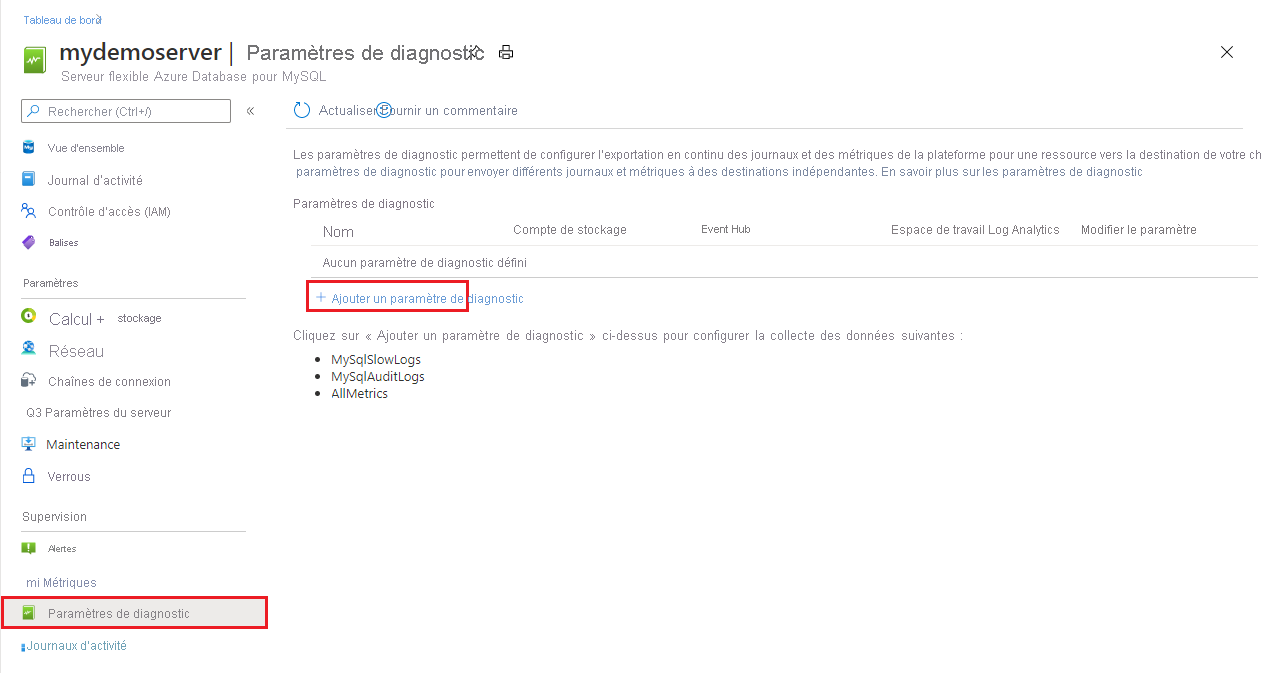 Tableau de bord
mydemoserver | Paramètres de diagnostic
Serveur flexible Azure Database pour MySQL
Rechercher (Ctrl+/)
«
Actualiser
Fournir un commentaire
Vue d'ensemble
Journal d'activité
Contrôle d'accès (IAM)
Balises
Paramètres
Calcul + stockage
Réseau
Chaînes de connexion
Q3 Paramètres du serveur
Maintenance
Verrous
Supervision
Alertes
mi Métriques
Paramètres de diagnostic
Journaux d'activité
Les paramètres de diagnostic permettent de configurer l'exportation en continu des journaux et des métriques de la plateforme pour une ressource vers la destination de votre ch
paramètres de diagnostic pour envoyer différents journaux et métriques à des destinations indépendantes. En savoir plus sur les paramètres de diagnostic
Paramètres de diagnostic
Nom Compte de stockage Event Hub Espace de travail Log Analytics Modifier le paramètre
Aucun paramètre de diagnostic défini
+ Ajouter un paramètre de diagnostic
Cliquez sur « Ajouter un paramètre de diagnostic » ci-dessus pour configurer la collecte des données suivantes :
• MySqlSlowLogs
• MySqlAuditLogs
• AllMetrics